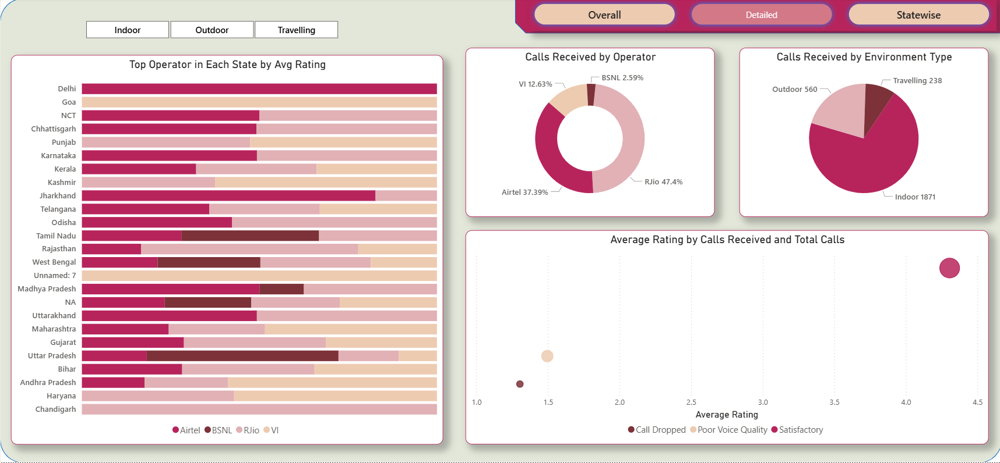 Overall
Detailed
Statewise
Indoor
Outdoor
Travelling
Top Operator in Each State by Avg Rating
Delhi
Goa
NCT
Chhattisgarh
Punjab
Karnataka
Kerala
Kashmir
Jharkhand
Telangana
Odisha
Tamil Nadu
Rajasthan
West Bengal
Unnamed: 7
Madhya Pradesh
NA
Uttarakhand
Maharashtra
Gujarat
Uttar Pradesh
Bihar
Andhra Pradesh
Haryana
Chandigarh
Airtel BSNL RJio VI
Calls Received by Operator
BSNL 2.59%
VI 12.63%
RJio 47.4%
Airtel 37.39%
Calls Received by Environment Type
Travelling 238
Outdoor 560
Indoor 1871
Average Rating by Calls Received and Total Calls
1.0 1.5 2.0 2.5 3.0 3.5 4.0 4.5
Average Rating
Call Dropped Poor Voice Quality Satisfactory